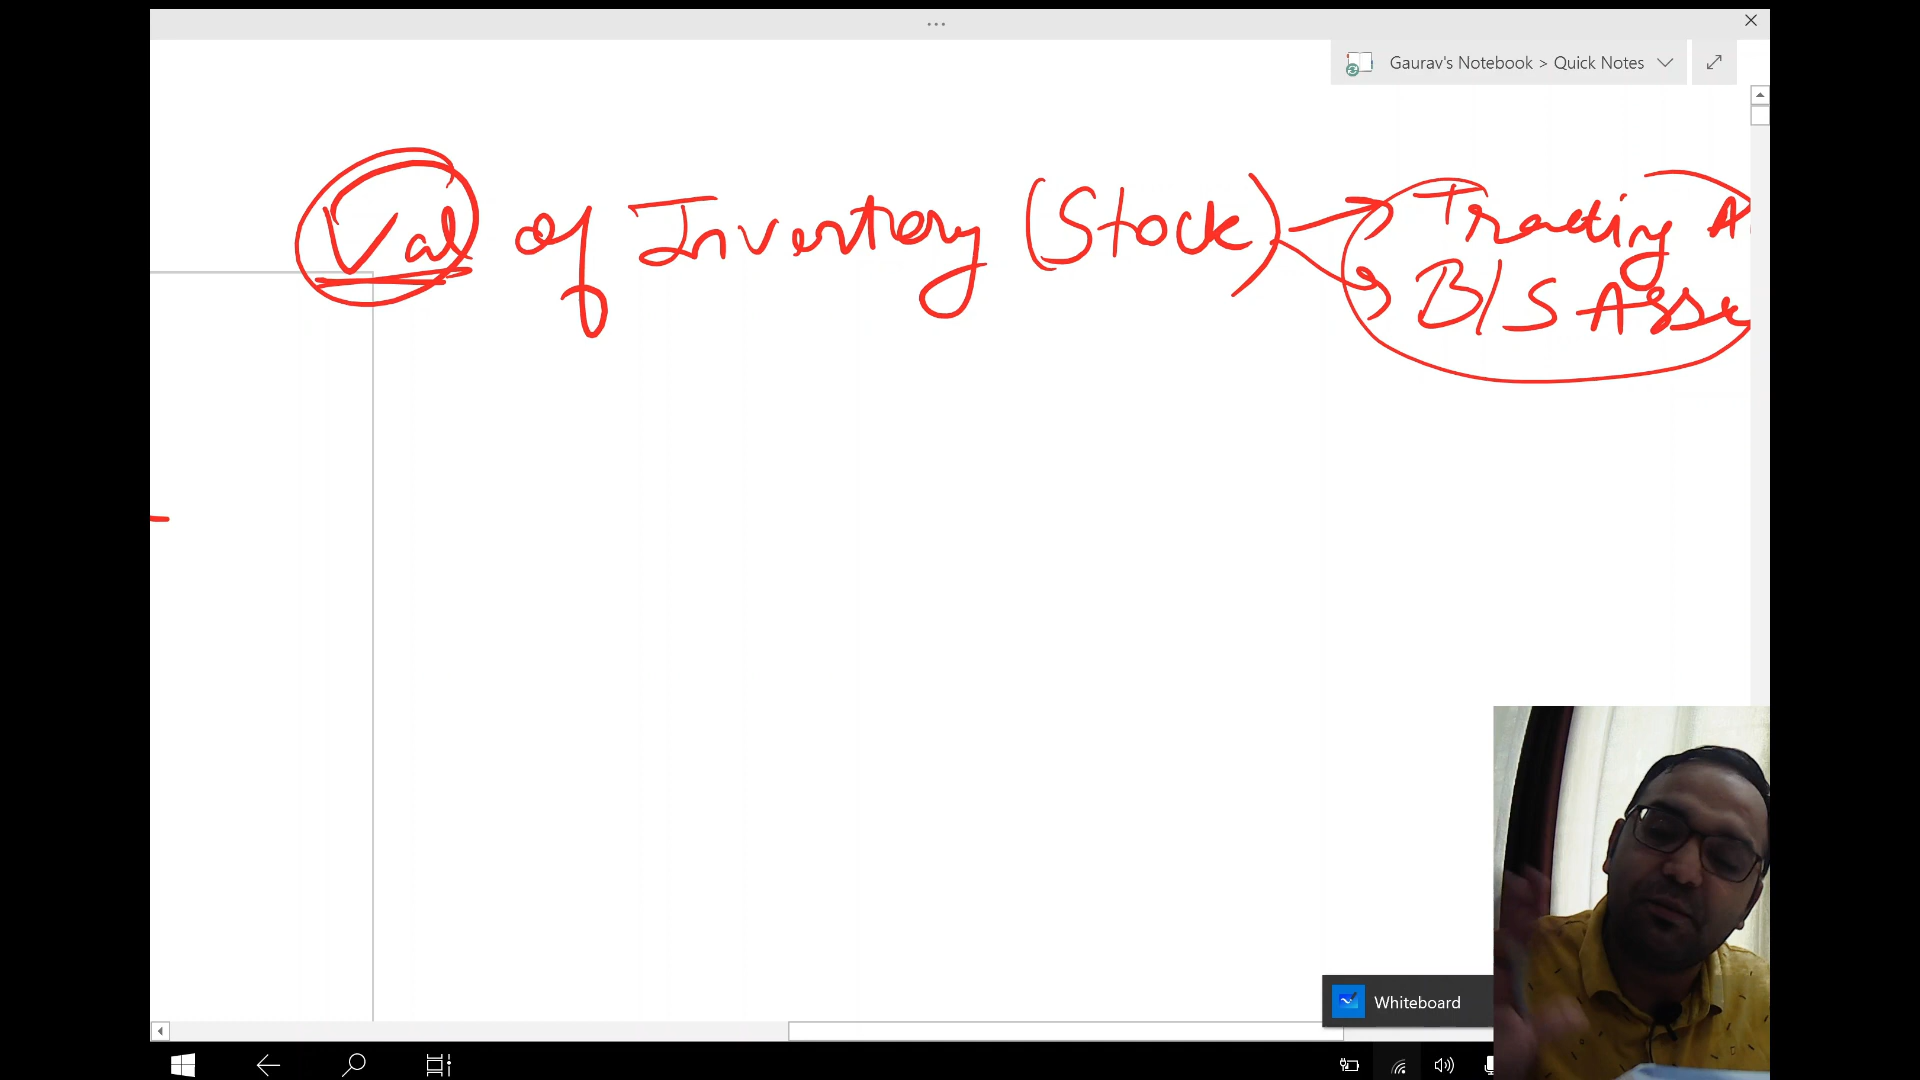 Gaurav's Notebook > Quick Notes
Val of Inventory (Stock) → Trading A
B/S Asse
Whiteboard